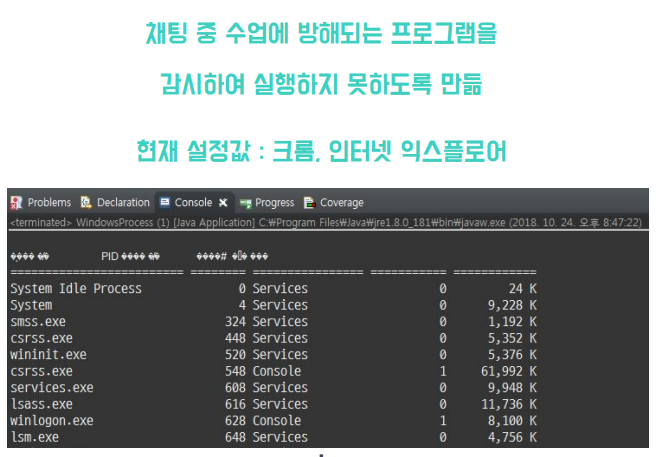 채팅 중 수업에 방해되는 프로그램을
감시하여 실행하지 못하도록 만듦
현재 설정값 : 크롬, 인터넷 익스플로어
Problems Declaration Console Progress Coverage
<terminated> WindowsProcess (1) [Java Application] C:₩Program Files₩Java₩jre1.8.0_181₩bin₩javaw.exe (2018. 10. 24. 오후 8:47:22)
PID #
========================= ======== ================ =========== ============
System Idle Process 0 Services 0 24 K
System 4 Services 0 9,228 K
smss.exe 324 Services 0 1,192 K
csrss.exe 448 Services 0 5,352 K
wininit.exe 520 Services 0 5,376 K
csrss.exe 548 Console 1 61,992 K
services.exe 608 Services 0 9,948 K
lsass.exe 616 Services 0 11,736 K
winlogon.exe 628 Console 1 8,100 K
lsm.exe 648 Services 0 4,756 K